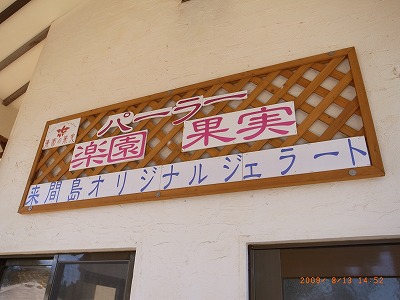 パーラー
楽園 果実
来間島オリジナルジェラート
2009/ 8/13 14:52